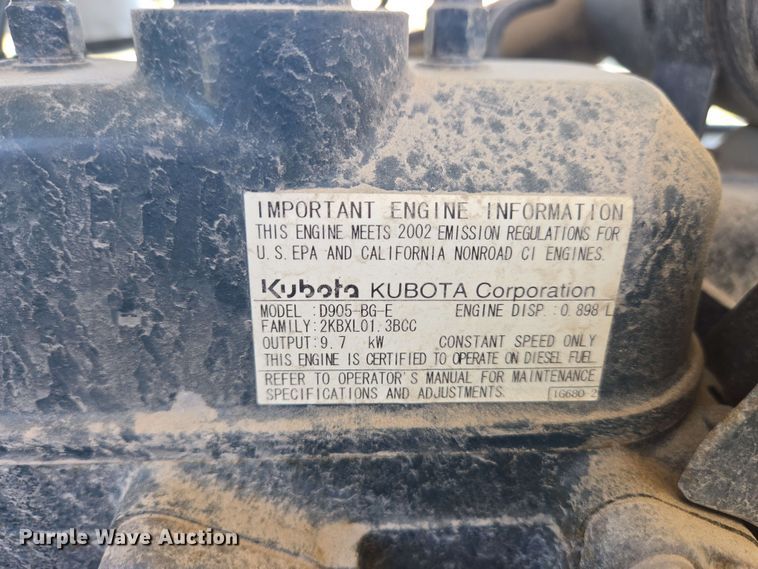 IMPORTANT ENGINE INFORMATION
THIS ENGINE MEETS 2002 EMISSION REGULATIONS FOR
U.S.EPA AND CALIFORNIA NONROAD CI ENGINES.
Kubota KUBOTA Corporation
MODEL :D905-BG-E ENGINE DISP.:0.898 L
FAMILY:2KBXL01.3BCC
OUTPUT:9.7 kW CONSTANT SPEED ONLY
THIS ENGINE IS CERTIFIED TO OPERATE ON DIESEL FUEL
REFER TO OPERATOR'S MANUAL FOR MAINTENANCE
SPECIFICATIONS AND ADJUSTMENTS. 1G680-2
Purple Wave Auction